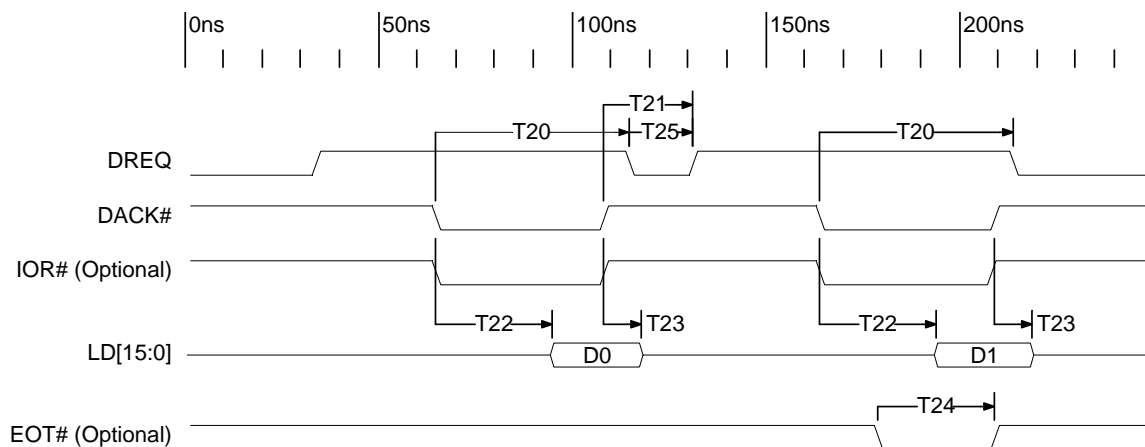 0ns 50ns 100ns 150ns 200ns
T21
T20 T25 T20
DREQ
DACK#
IOR# (Optional)
T22 T23 T22 T23
LD[15:0] D0 D1
T24
EOT# (Optional)